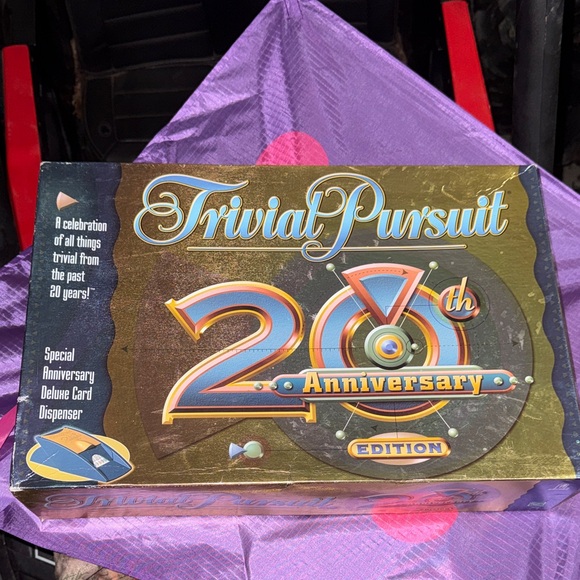 Trivial Pursuit
A celebration
of all things
trivial from
the past
20 years!™
20th
Anniversary
EDITION
Special
Anniversary
Deluxe Card
Dispenser
Trivial Pursuit